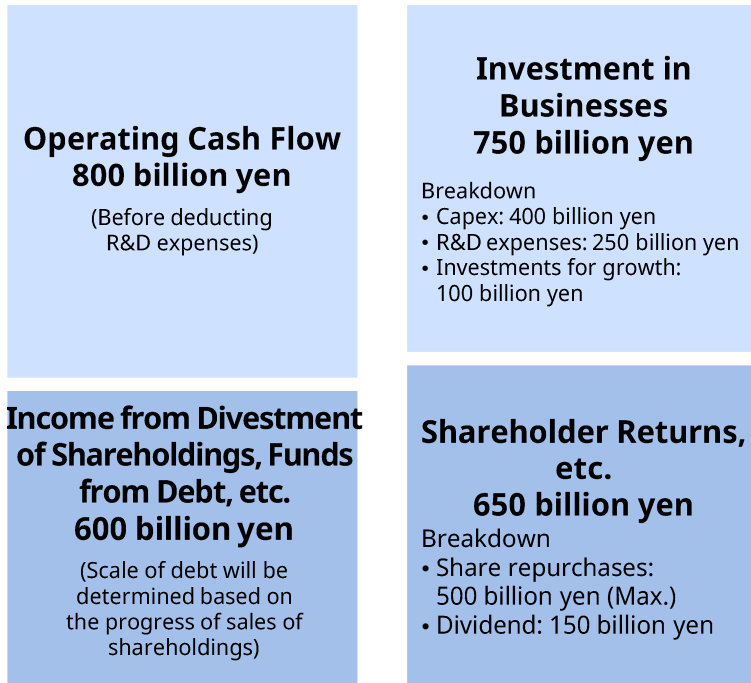 Operating Cash Flow
800 billion yen
(Before deducting
R&D expenses)
Income from Divestment
of Shareholdings, Funds
from Debt, etc.
600 billion yen
(Scale of debt will be
determined based on
the progress of sales of
shareholdings)
Investment in
Businesses
750 billion yen
Breakdown
• Capex: 400 billion yen
• R&D expenses: 250 billion yen
• Investments for growth:
100 billion yen
Shareholder Returns,
etc.
650 billion yen
Breakdown
• Share repurchases:
500 billion yen (Max.)
• Dividend: 150 billion yen